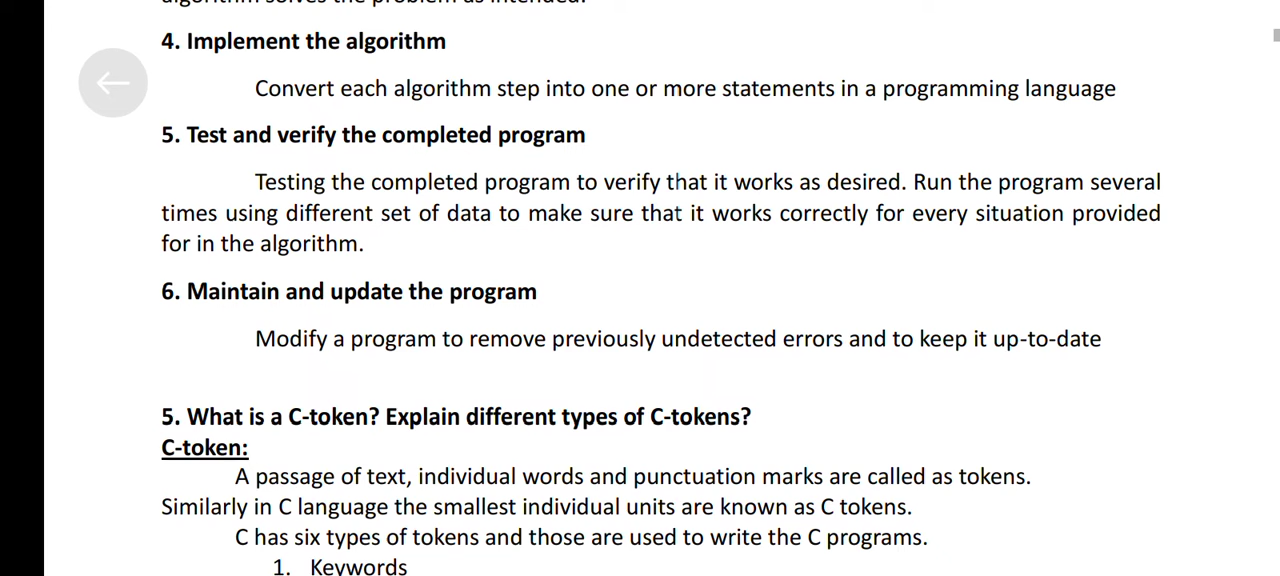 algorithm solves the problem as intended.
4. Implement the algorithm
Convert each algorithm step into one or more statements in a programming language
5. Test and verify the completed program
Testing the completed program to verify that it works as desired. Run the program several
times using different set of data to make sure that it works correctly for every situation provided
for in the algorithm.
6. Maintain and update the program
Modify a program to remove previously undetected errors and to keep it up-to-date
5. What is a C-token? Explain different types of C-tokens?
C-token:
A passage of text, individual words and punctuation marks are called as tokens.
Similarly in C language the smallest individual units are known as C tokens.
C has six types of tokens and those are used to write the C programs.
1. Keywords